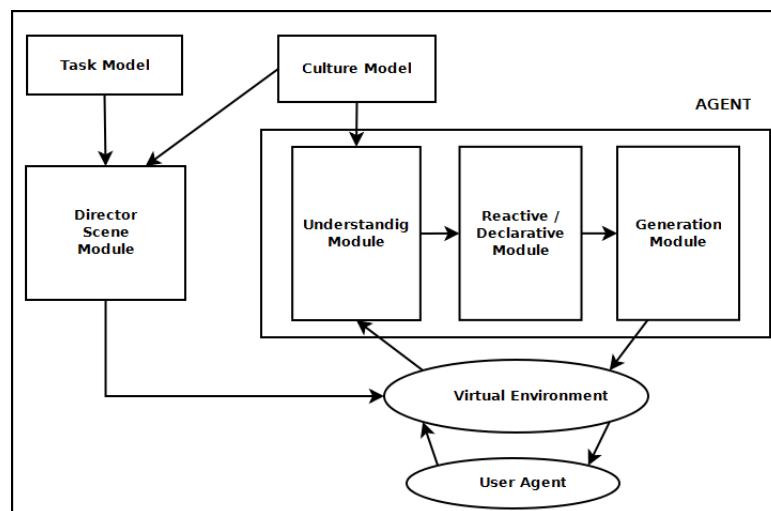 Task Model
Culture Model
AGENT
Director
Scene
Module
Understandig
Module
Reactive /
Declarative
Module
Generation
Module
Virtual Environment
User Agent